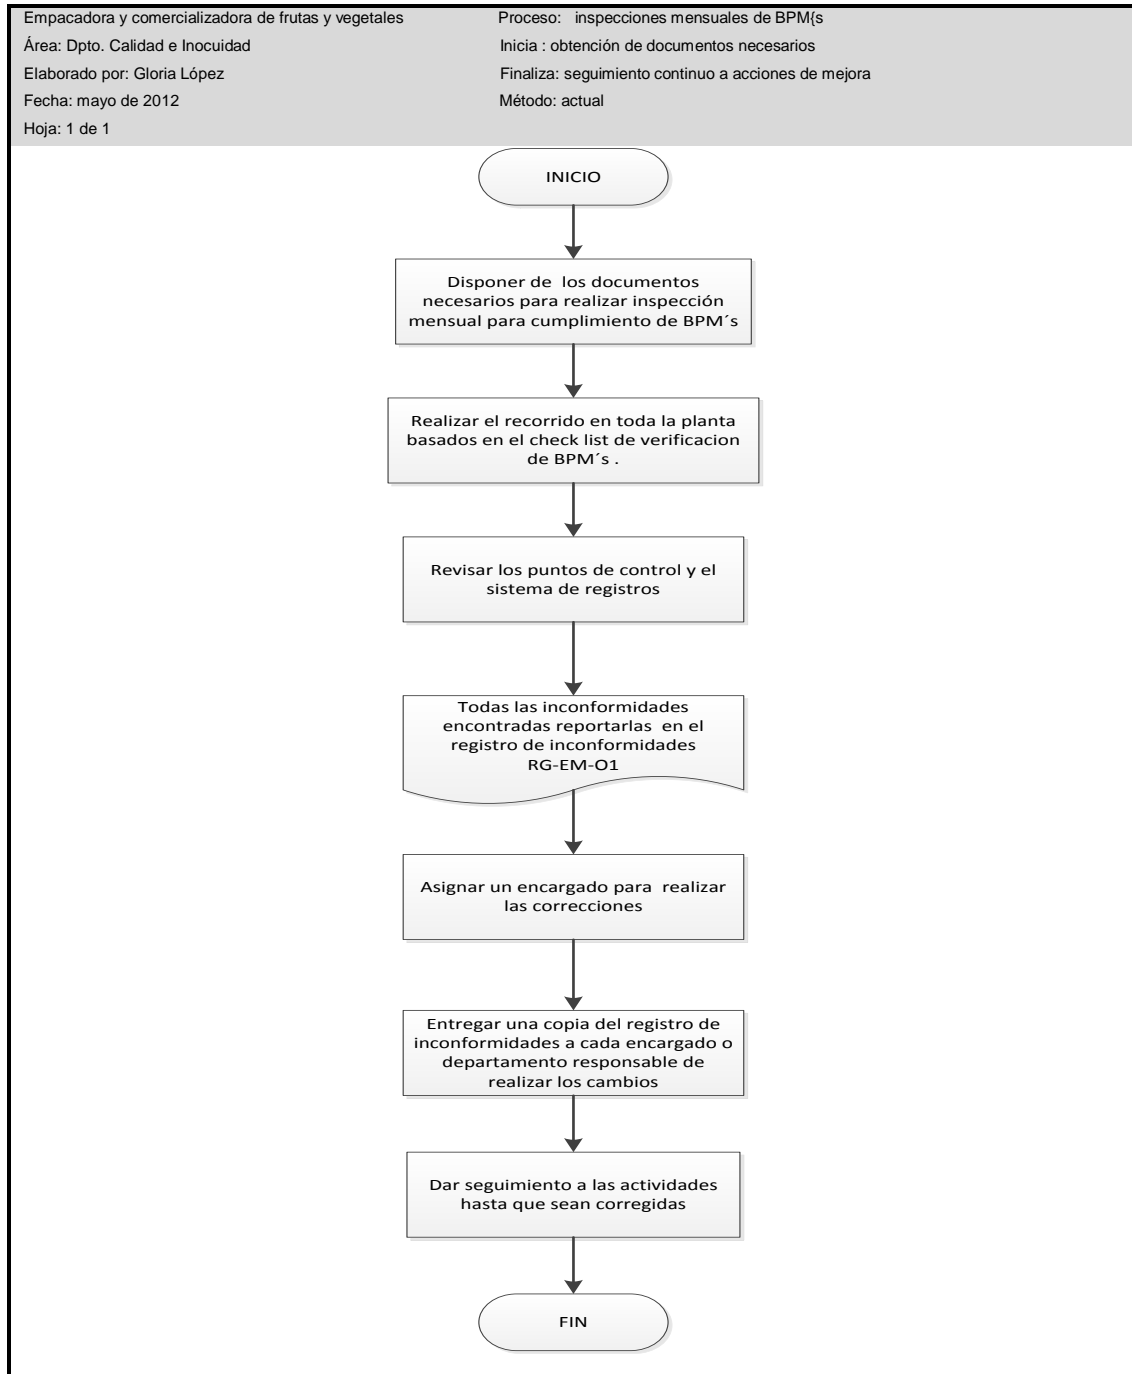 Empacadora y comercializadora de frutas y vegetales
Proceso: inspecciones mensuales de BPM{s
Área: Dpto. Calidad e Inocuidad
Inicia : obtención de documentos necesarios
Elaborado por: Gloria López
Finaliza: seguimiento continuo a acciones de mejora
Fecha: mayo de 2012
Método: actual
Hoja: 1 de 1
INICIO
Disponer de los documentos
necesarios para realizar inspección
mensual para cumplimiento de BPM´s
Realizar el recorrido en toda la planta
basados en el check list de verificacion
de BPM´s .
Revisar los puntos de control y el
sistema de registros
Todas las inconformidades
encontradas reportarlas en el
registro de inconformidades
RG-EM-O1
Asignar un encargado para realizar
las correcciones
Entregar una copia del registro de
inconformidades a cada encargado o
departamento responsable de
realizar los cambios
Dar seguimiento a las actividades
hasta que sean corregidas
FIN